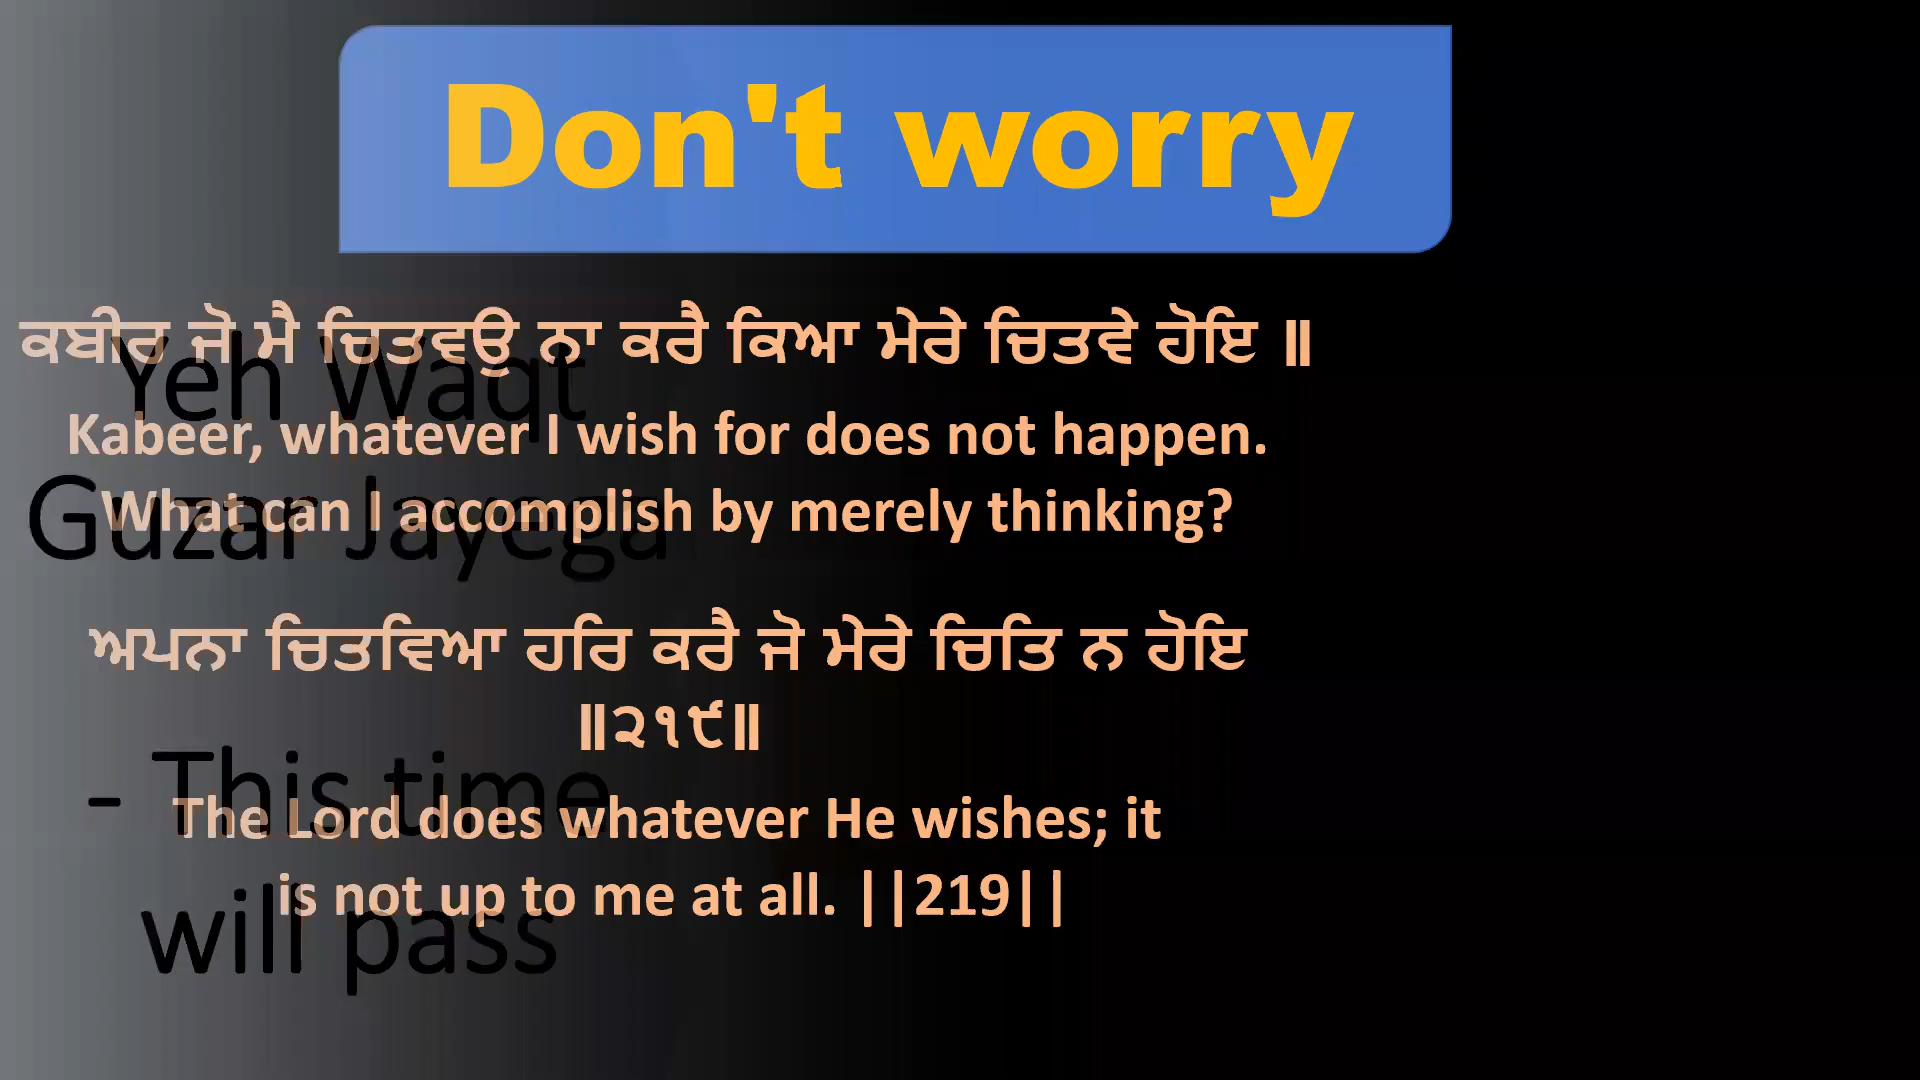 Don't worry
ਕਬੀਰ ਜੋ ਮੈ ਚਿਤਵਉ ਨਾ ਕਰੈ ਕਿਆ ਮੇਰੇ ਚਿਤਵੇ ਹੋਇ ॥
Yeh Waqt
Kabeer, whatever I wish for does not happen.
What can I accomplish by merely thinking?
Guzar Jayega
ਅਪਨਾ ਚਿਤਵਿਆ ਹਰਿ ਕਰੈ ਜੋ ਮੇਰੇ ਚਿਤਿ ਨ ਹੋਇ
॥੨੧੯॥
- This time
The Lord does whatever He wishes; it
is not up to me at all. ||219||
will pass